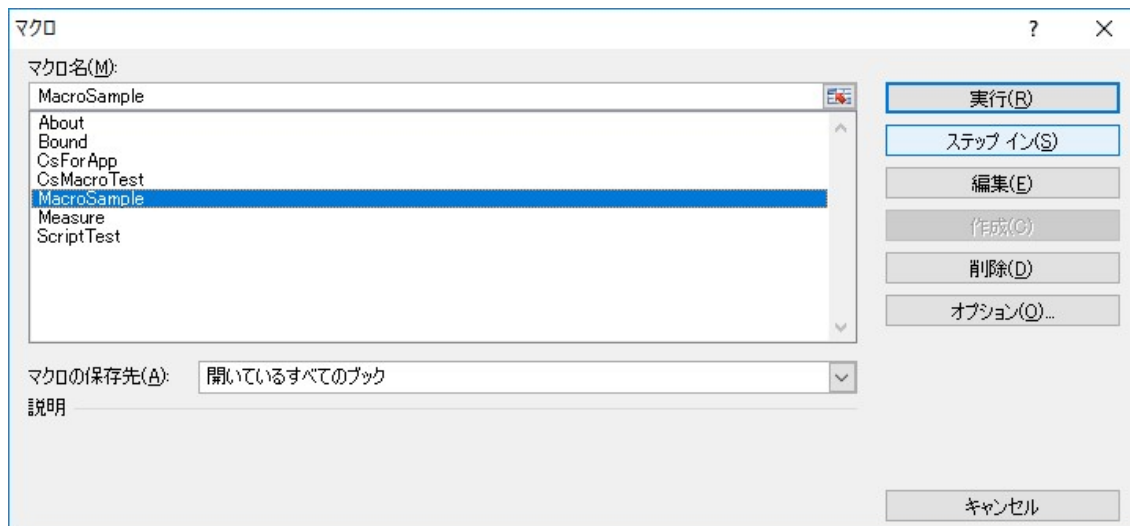 マクロ
マクロ名(M):
MacroSample
About
Bound
CsForApp
CsMacroTest
MacroSample
Measure
ScriptTest
実行(R)
ステップ イン(S)
編集(E)
作成(C)
削除(D)
オプション(O)...
マクロの保存先(A): 開いているすべてのブック
説明
キャンセル